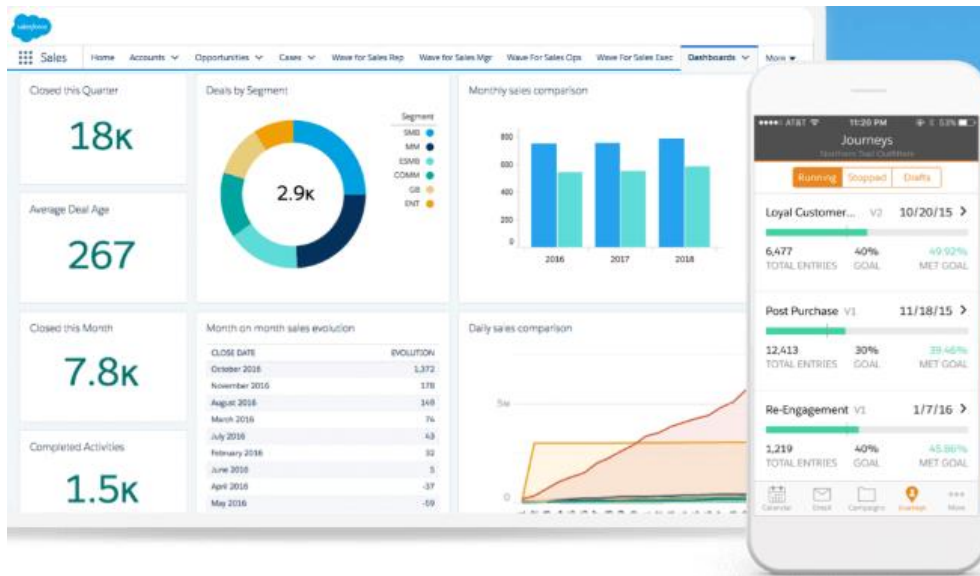 salesforce
Sales Home Accounts Opportunities Cases Wave for Sales Rep Wave for Sales Mgr Wave For Sales Ops Wave For Sales Exec Dashboards More
Closed this Quarter
18K
Average Deal Age
267
Closed this Month
7.8K
Completed Activities
1.5K
Deals by Segment
2.9K
Segment
SMB
MM
ESMB
COMM
GB
ENT
Monthly sales comparison
800
600
400
200
0
2016 2017 2018
Month on month sales evolution
CLOSE DATE EVOLUTION
October 2016 1,372
November 2016 178
August 2016 148
March 2016 74
July 2016 43
February 2016 32
June 2016 5
April 2016 -37
May 2016 -59
Daily sales comparison
5M
0
AT&T 11:20 PM 53%
Journeys
Northern Trail Outfitters
Running Stopped Drafts
Loyal Customer... V2 10/20/15
6,477 40% 49.92%
TOTAL ENTRIES GOAL MET GOAL
Post Purchase V1 11/18/15
12,413 30% 39.46%
TOTAL ENTRIES GOAL MET GOAL
Re-Engagement V1 1/7/16
1,219 40% 45.86%
TOTAL ENTRIES GOAL MET GOAL
Calendar Email Campaigns Journeys More